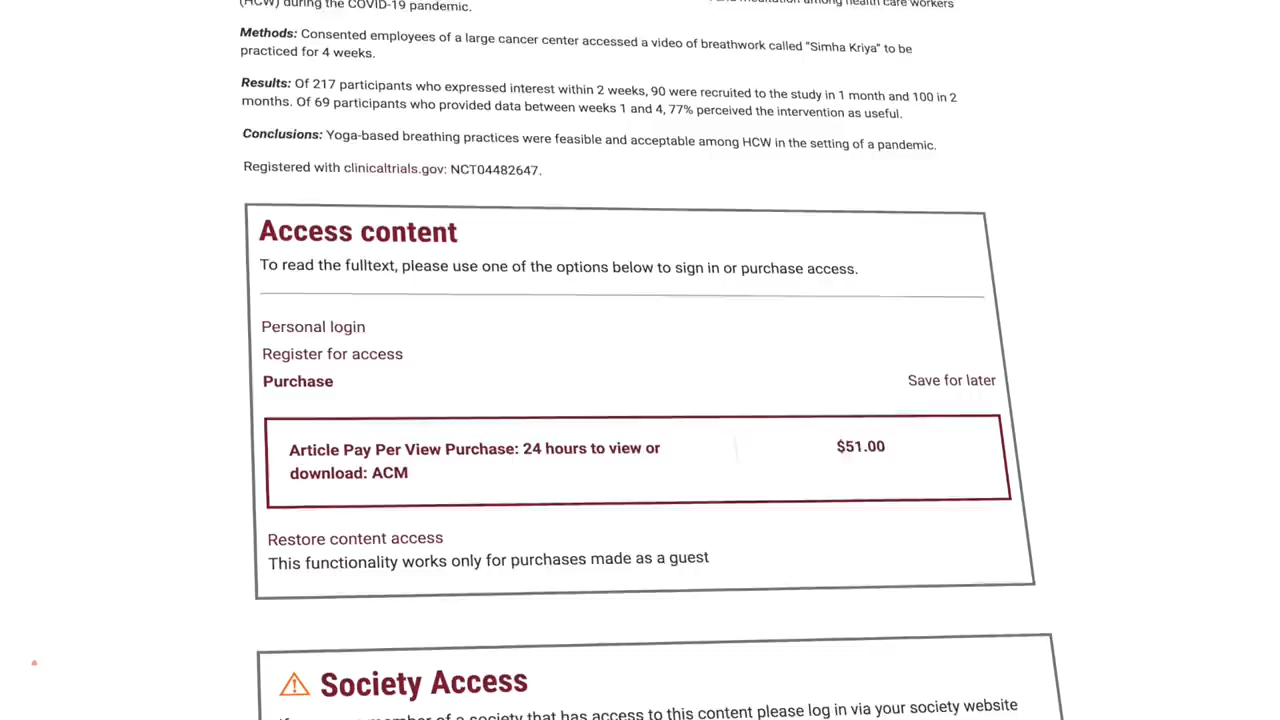 (HCW) during the COVID-19 pandemic.
among health care workers
Methods: Consented employees of a large cancer center accessed a video of breathwork called "Simha Kriya" to be
practiced for 4 weeks.
Results: Of 217 participants who expressed interest within 2 weeks, 90 were recruited to the study in 1 month and 100 in 2
months. Of 69 participants who provided data between weeks 1 and 4, 77% perceived the intervention as useful.
Conclusions: Yoga-based breathing practices were feasible and acceptable among HCW in the setting of a pandemic.
Registered with clinicaltrials.gov: NCT04482647.
Access content
To read the fulltext, please use one of the options below to sign in or purchase access.
Personal login
Register for access
Purchase
Save for later
Article Pay Per View Purchase: 24 hours to view or
download: ACM
$51.00
Restore content access
This functionality works only for purchases made as a guest
Society Access
member of a society that has access to this content please log in via your society website